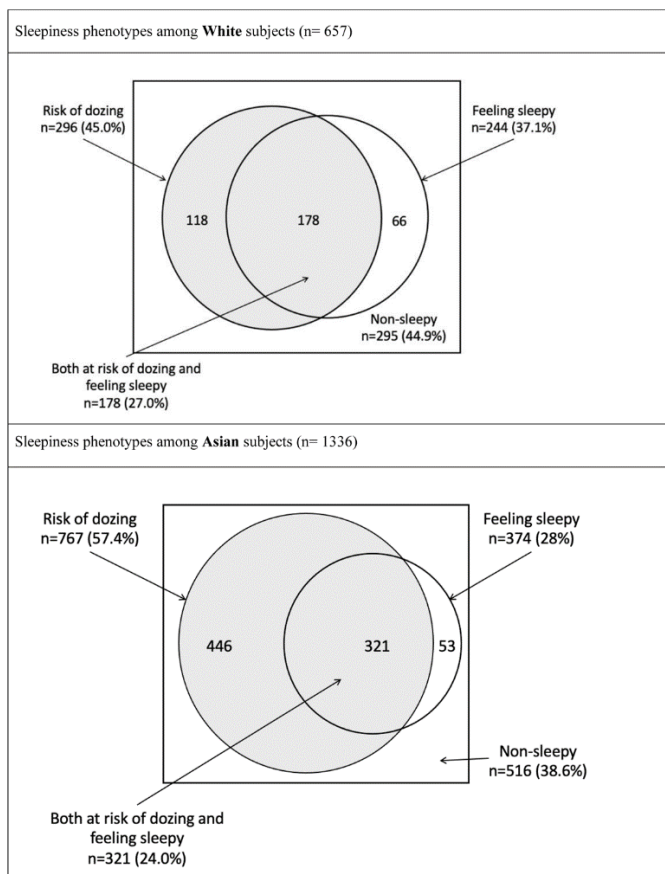 Sleepiness phenotypes among White subjects (n= 657)
Risk of dozing
n=296 (45.0%)
Feeling sleepy
n=244 (37.1%)
118
178
66
Non-sleepy
n=295 (44.9%)
Both at risk of dozing and
feeling sleepy
n=178 (27.0%)
Sleepiness phenotypes among Asian subjects (n= 1336)
Risk of dozing
n=767 (57.4%)
Feeling sleepy
n=374 (28%)
446
321
53
Non-sleepy
n=516 (38.6%)
Both at risk of dozing and
feeling sleepy
n=321 (24.0%)